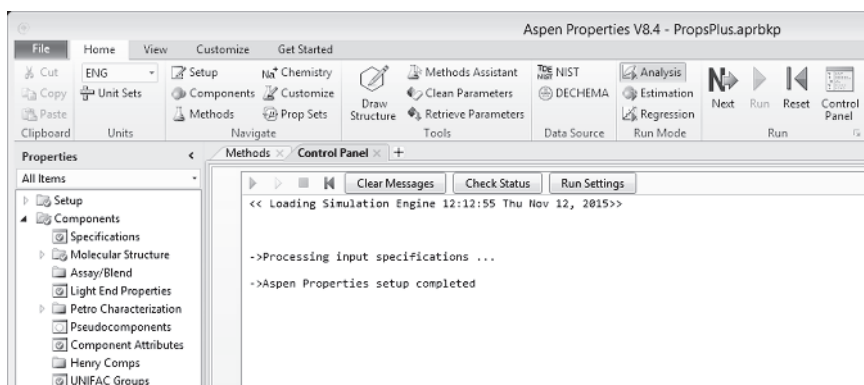 Aspen Properties V8.4 - PropsPlus.aprbkp
File Home View Customize Get Started
Cut ENG Setup Na+ Chemistry Methods Assistant NIST Analysis
Copy Unit Sets Components Customize Clean Parameters DECHEMA Estimation
Paste Methods Prop Sets Draw Structure Retrieve Parameters Regression
Next Run Reset Control Panel
Clipboard Units Navigate Tools Data Source Run Mode Run
Properties < Methods Control Panel +
All Items
Clear Messages Check Status Run Settings
Setup
Components
Specifications
Molecular Structure
Assay/Blend
Light End Properties
Petro Characterization
Pseudocomponents
Component Attributes
Henry Comps
UNIFAC Groups
<< Loading Simulation Engine 12:12:55 Thu Nov 12, 2015>>
->Processing input specifications ...
->Aspen Properties setup completed